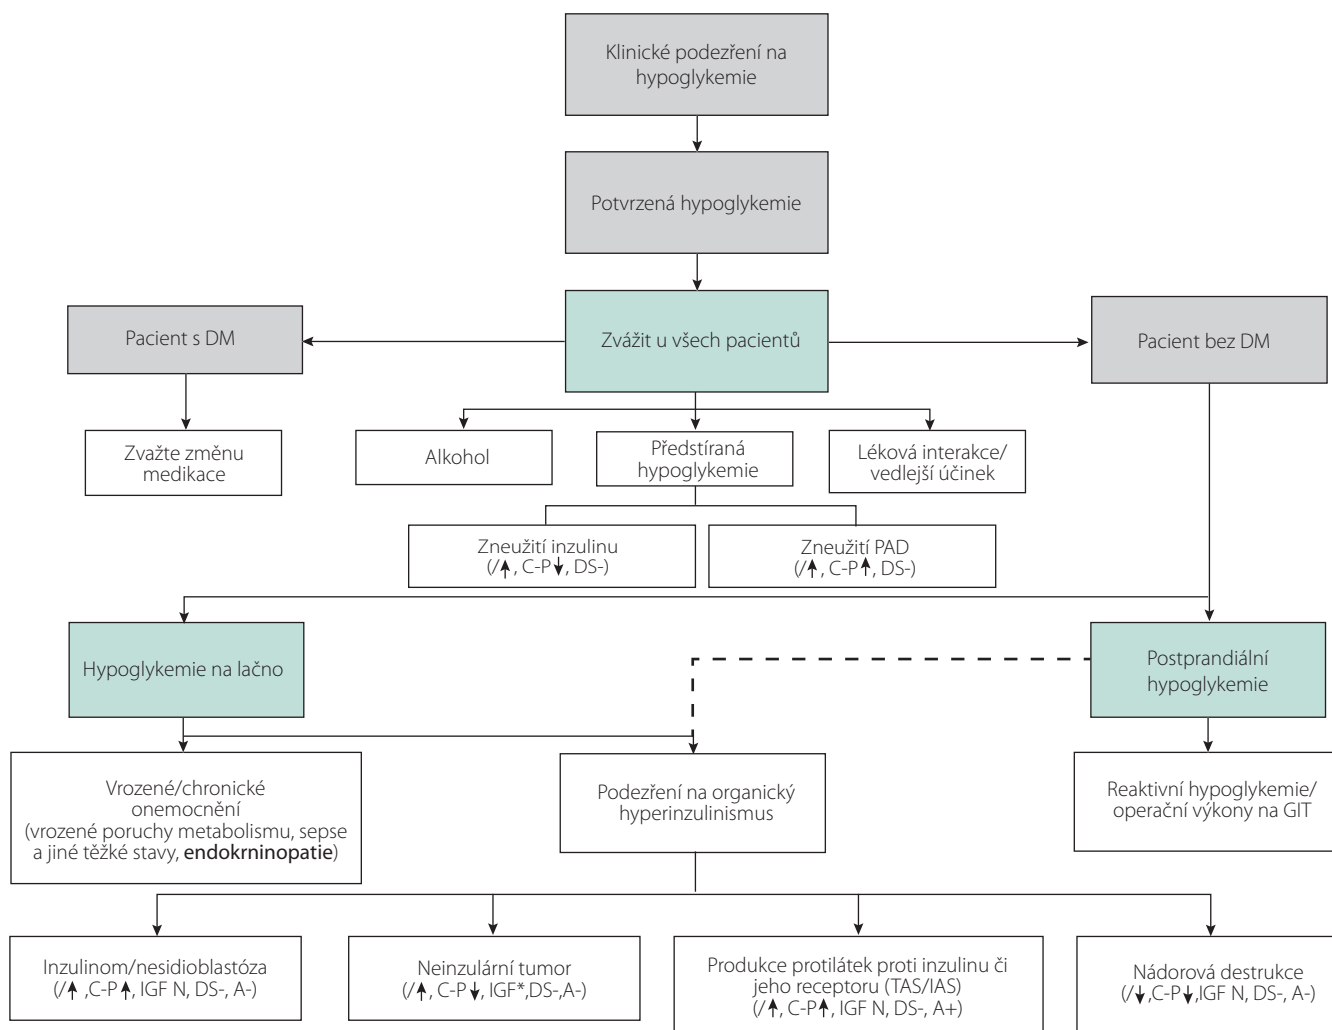 Klinické podezření na
hypoglykemie
Potvrzená hypoglykemie
Pacient s DM
Zvážit u všech pacientů
Pacient bez DM
Zvažte změnu
medikace
Alkohol
Předstíraná
hypoglykemie
Léková interakce/
vedlejší účinek
Zneužití inzulinu
(/↑, C-P↓, DS-)
Zneužití PAD
(/↑, C-P↑, DS-)
Hypoglykemie na lačno
Postprandiální
hypoglykemie
Vrozené/chronické
onemocnění
(vrozené poruchy metabolismu, sepse
a jiné těžké stavy, endokrninopatie)
Podezření na organický
hyperinzulinismus
Reaktivní hypoglykemie/
operační výkony na GIT
Inzulinom/nesidioblastóza
(/↑ ,C-P↑, IGF N, DS-, A-)
Neinzulární tumor
(/↑, C-P↓, IGF*,DS-,A-)
Produkce protilátek proti inzulinu či
jeho receptoru (TAS/IAS)
(/↑, C-P↑, IGF N, DS-, A+)
Nádorová destrukce
(/↓,C-P↓,IGF N, DS-, A-)